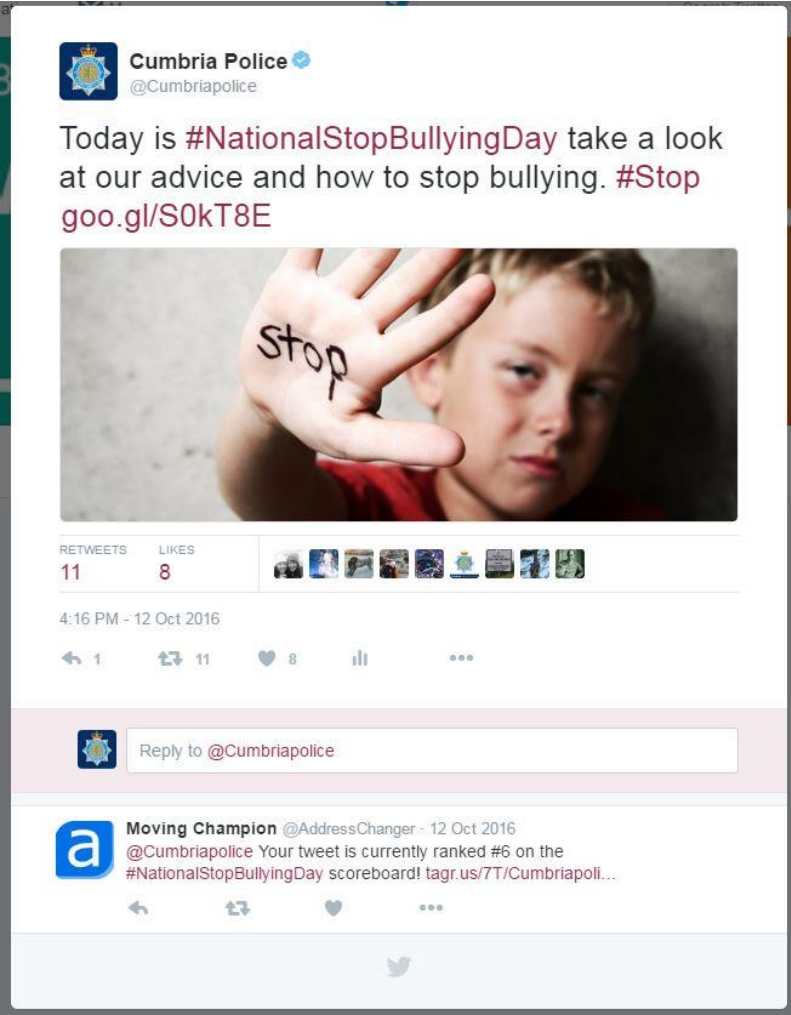 Cumbria Police
@Cumbriapolice
Today is #NationalStopBullyingDay take a look
at our advice and how to stop bullying. #Stop
goo.gl/S0kT8E
stop
RETWEETS LIKES
11 8
4:16 PM - 12 Oct 2016
1 11 8
Reply to @Cumbriapolice
a
Moving Champion @AddressChanger · 12 Oct 2016
@Cumbriapolice Your tweet is currently ranked #6 on the
#NationalStopBullyingDay scoreboard! tagr.us/7T/Cumbriapoli...